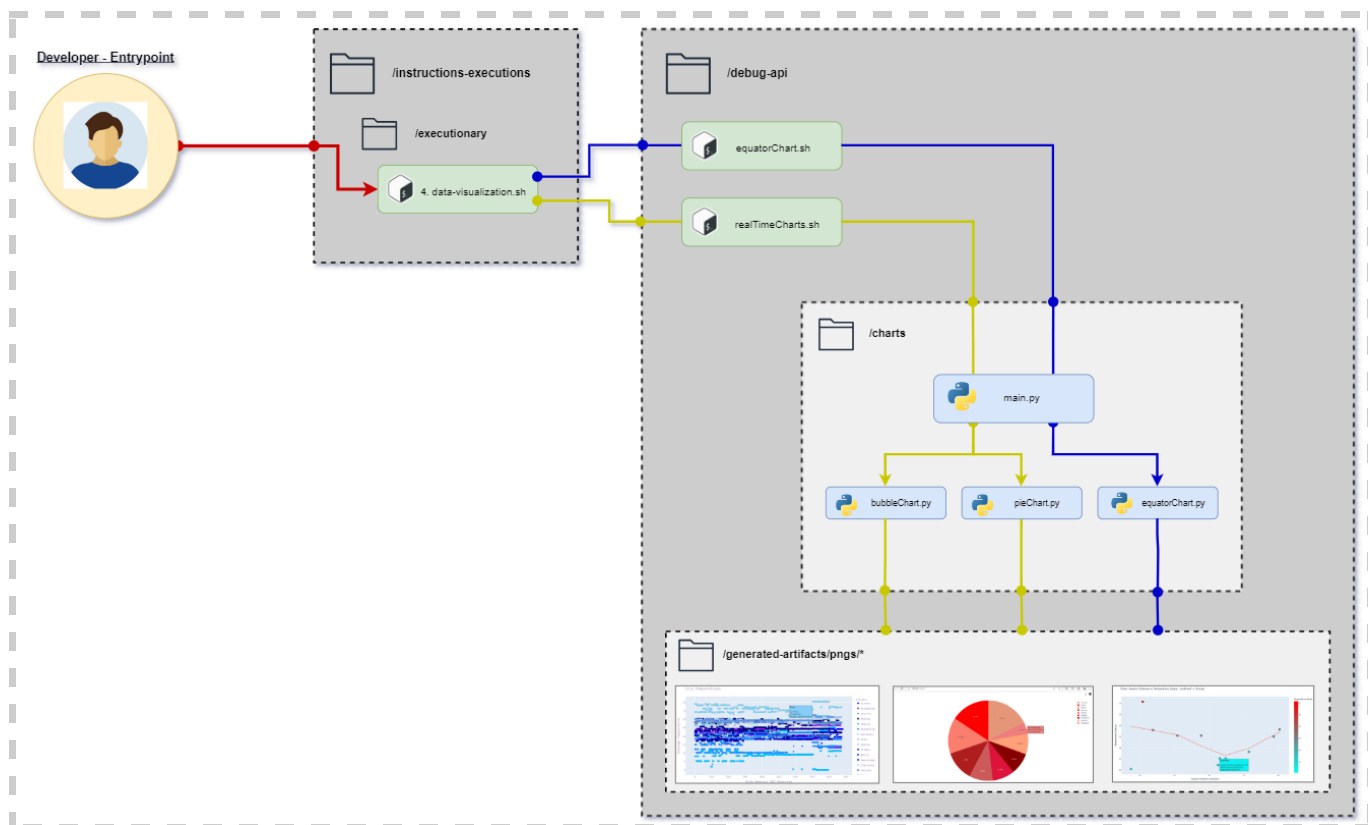 Developer - Entrypoint
/instructions-executions
/executionary
4. data-visualization.sh
/debug-api
equatorChart.sh
realTimeCharts.sh
/charts
main.py
bubbleChart.py
pieChart.py
equatorChart.py
/generated-artifacts/pngs/*